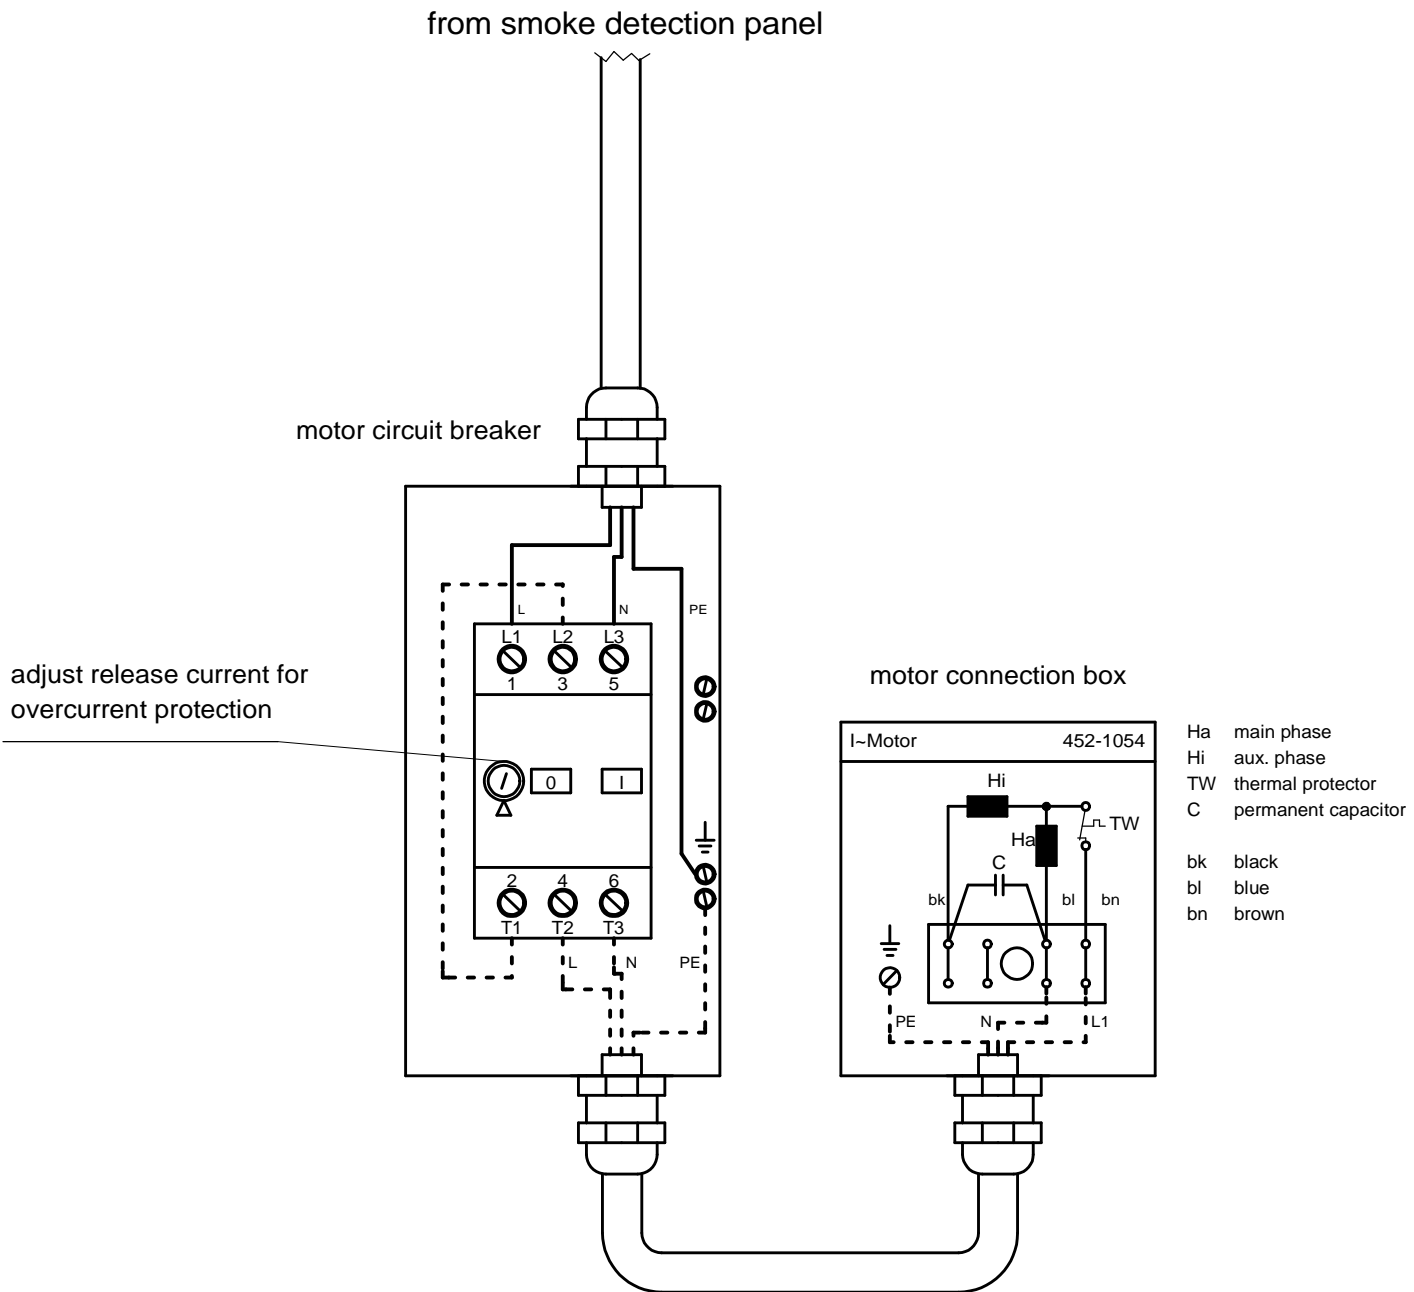 from smoke detection panel
motor circuit breaker
L N PE
L1 L2 L3
1 3 5
adjust release current for
overcurrent protection
0 I
2 4 6
T1 T2 T3
L N PE
motor connection box
I~Motor 452-1054
Hi
TW
Ha
C
bk bl bn
PE N L1
Ha main phase
Hi aux. phase
TW thermal protector
C permanent capacitor
bk black
bl blue
bn brown